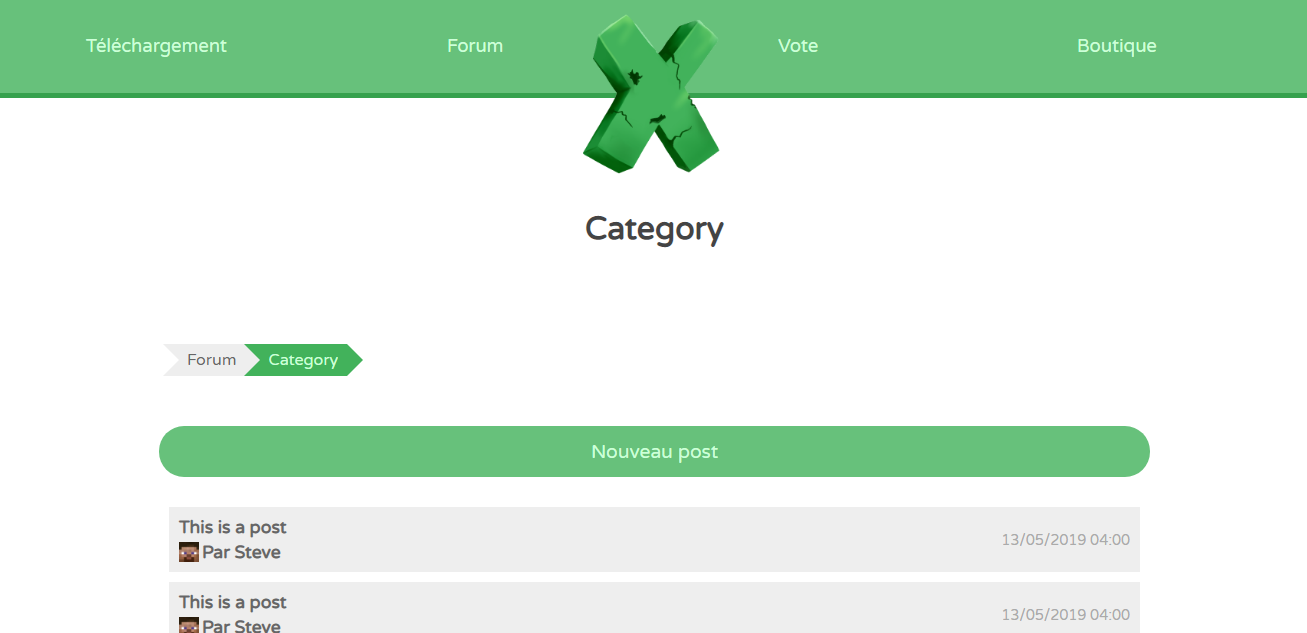 Téléchargement Forum Vote Boutique
Category
Forum Category
Nouveau post
This is a post
Par Steve
13/05/2019 04:00
This is a post
Par Steve
13/05/2019 04:00